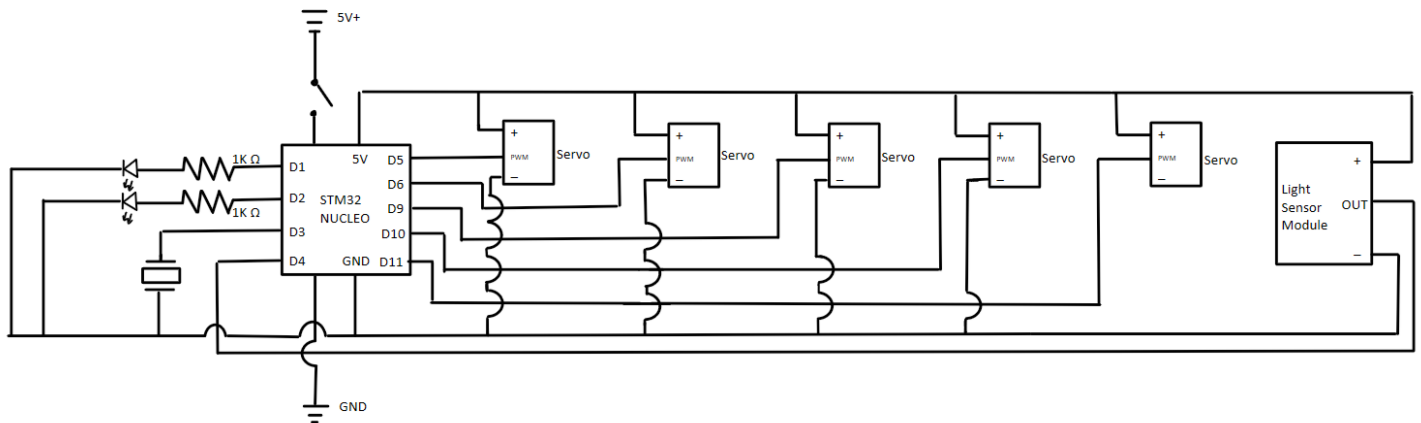 5V+
1K Ω
D1
5V
D5
+
PWM
−
Servo
+
PWM
−
Servo
+
PWM
−
Servo
+
PWM
−
Servo
+
PWM
−
Servo
D2
1K Ω
STM32
NUCLEO
D6
D9
D3
D10
D4
GND
D11
+
Light
Sensor
Module
OUT
−
GND